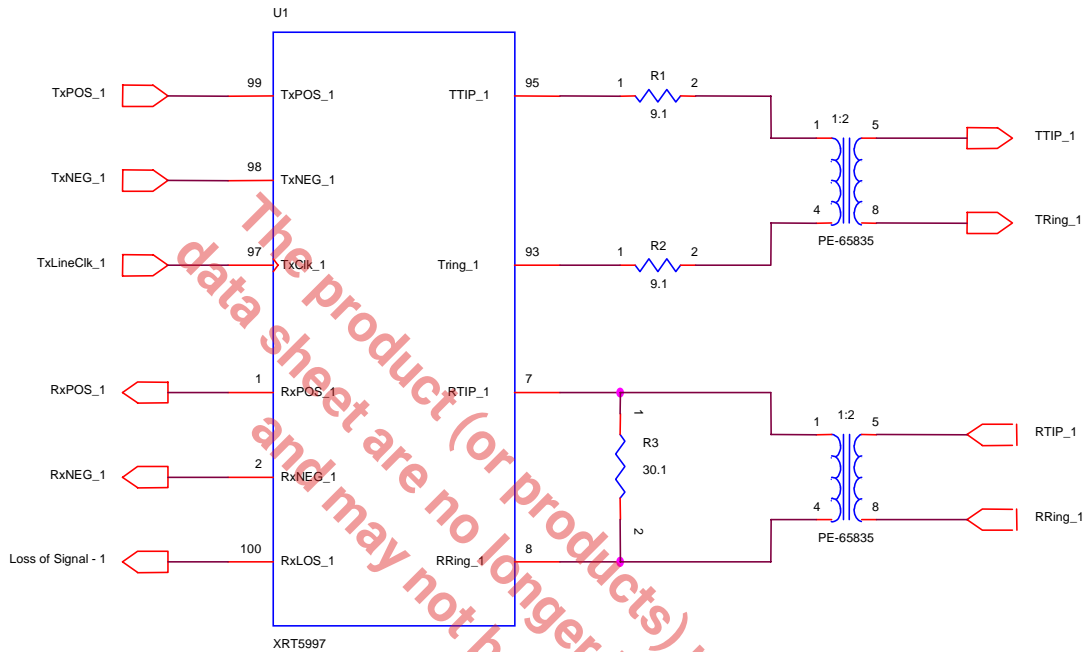 U1
TxPOS_1
99
TxPOS_1
TTIP_1
95
1
R1
2
9.1
1
1:2
5
TTIP_1
TxNEG_1
98
TxNEG_1
4
8
TRing_1
PE-65835
TxLineClk_1
97
TxClk_1
Tring_1
93
1
R2
2
9.1
RxPOS_1
1
RxPOS_1
RTIP_1
7
1
R3
30.1
2
1
1:2
5
RTIP_1
RxNEG_1
2
RxNEG_1
4
8
RRing_1
PE-65835
Loss of Signal - 1
100
RxLOS_1
RRing_1
8
XRT5997
The product (or products)
data sheet are no longer
and may not